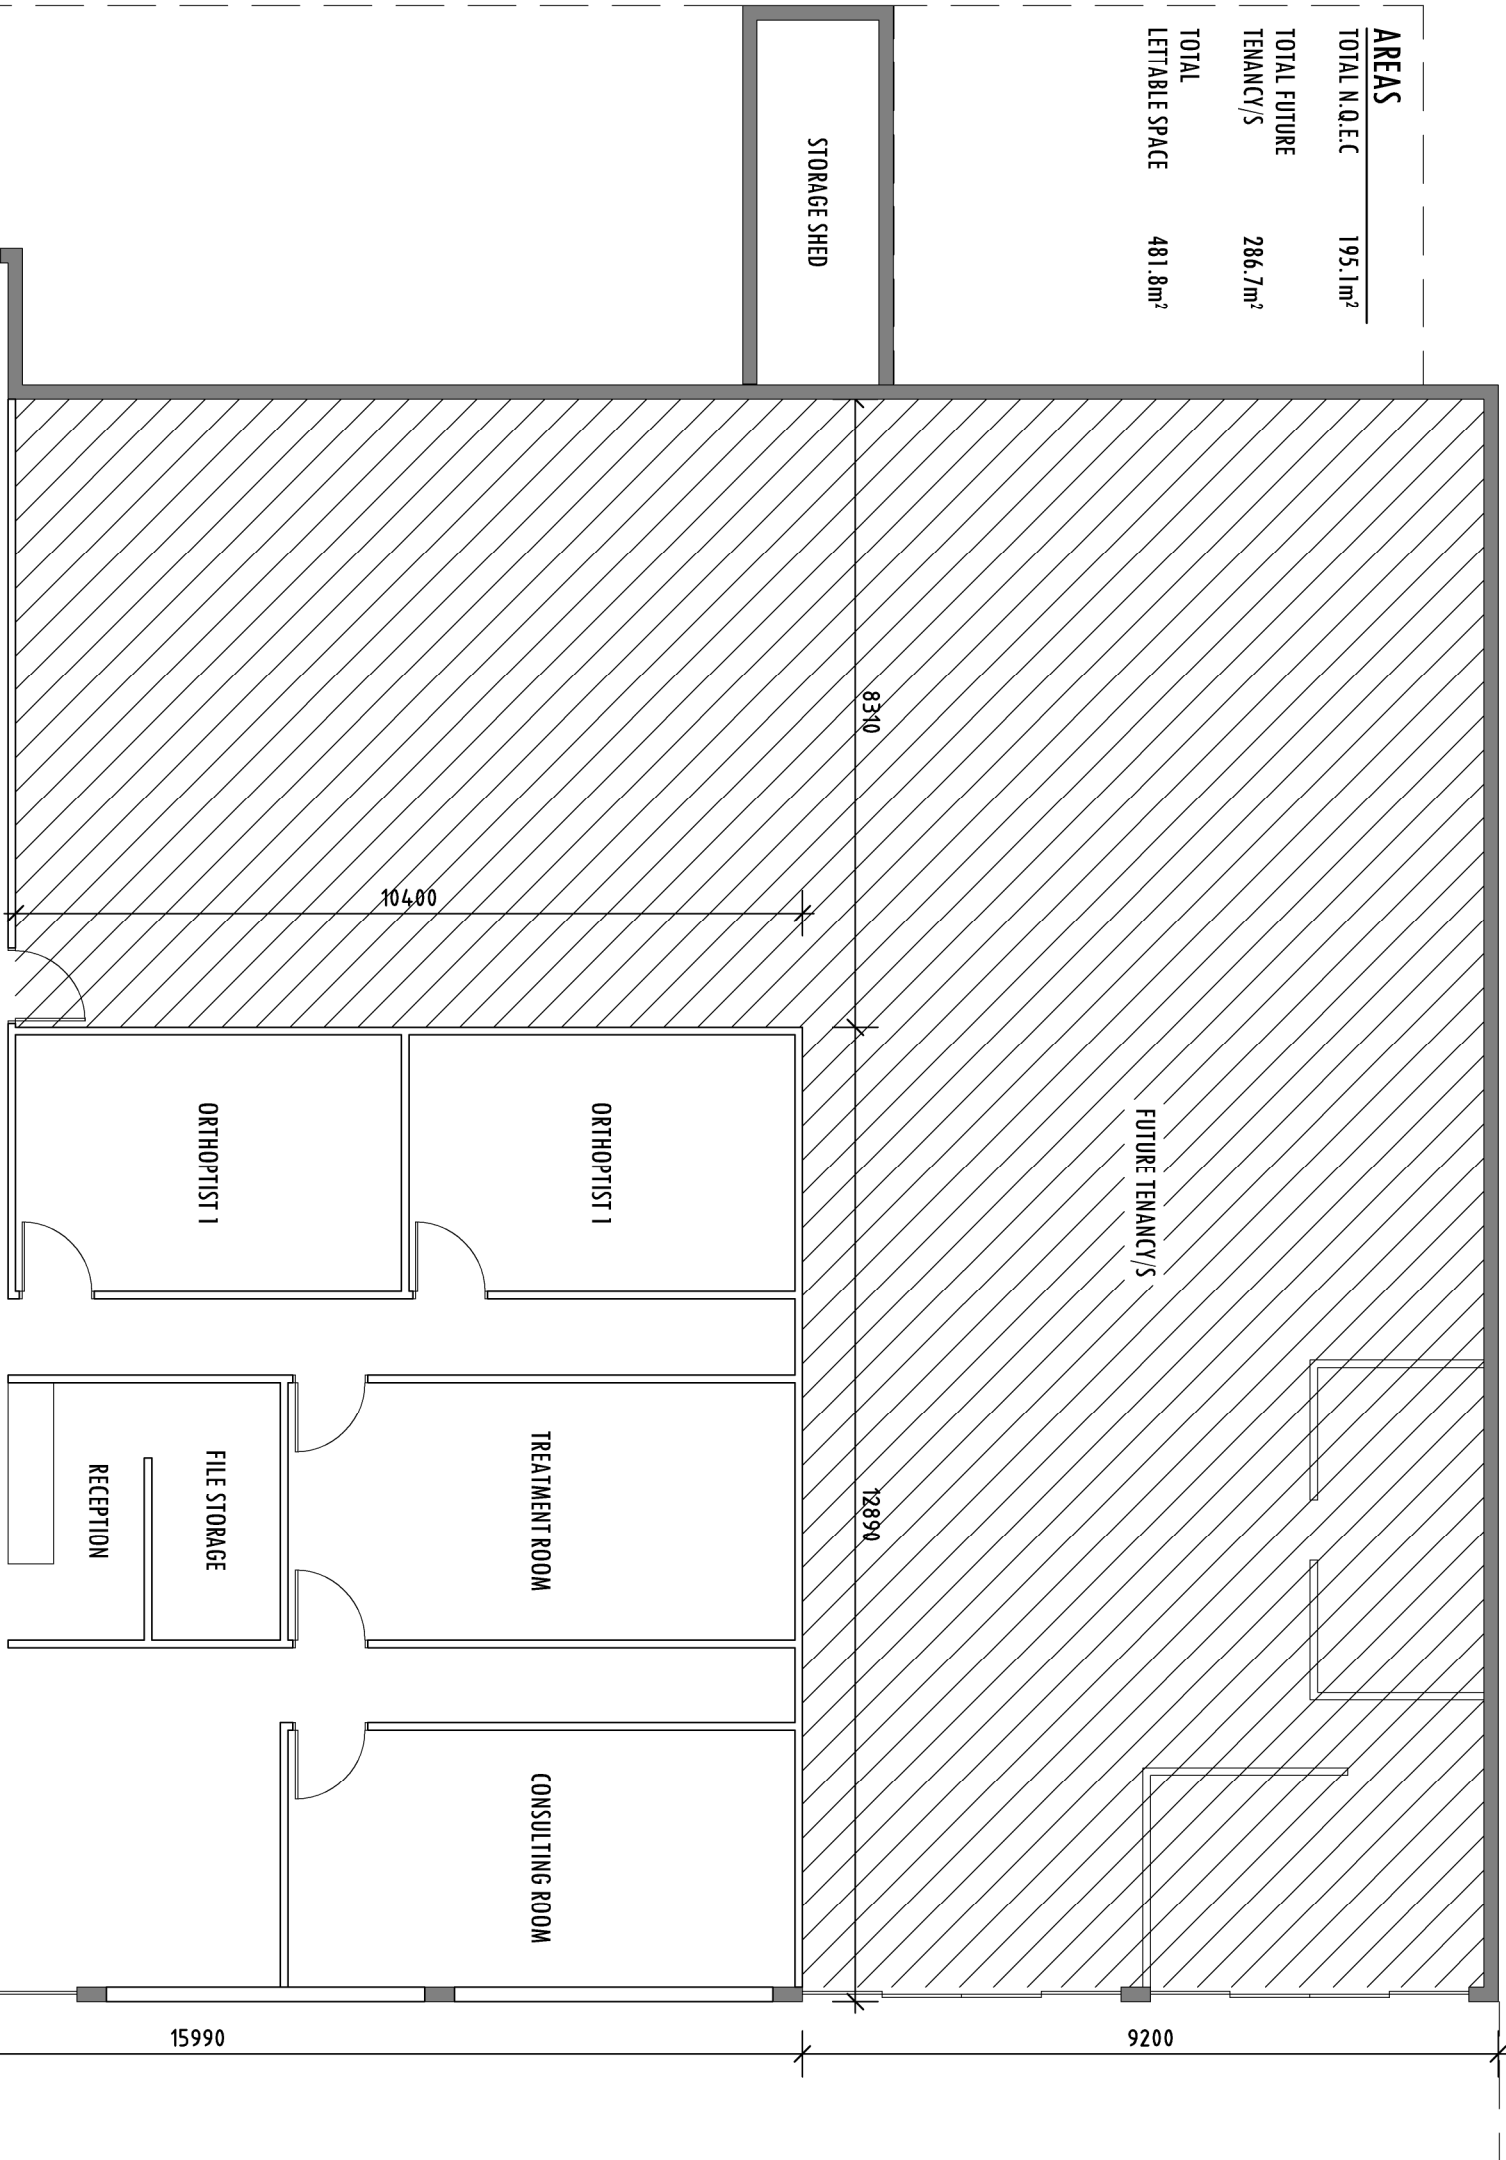 AREAS
TOTAL N.Q.E.C 195.1m²
TOTAL FUTURE
TENANCY/S 286.7m²
TOTAL
LETTABLE SPACE 481.8m²
STORAGE SHED
8310
10400
FUTURE TENANCY/S
ORTHOPTIST 1
ORTHOPTIST 1
12890
TREATMENT ROOM
FILE STORAGE
RECEPTION
CONSULTING ROOM
9200
15990